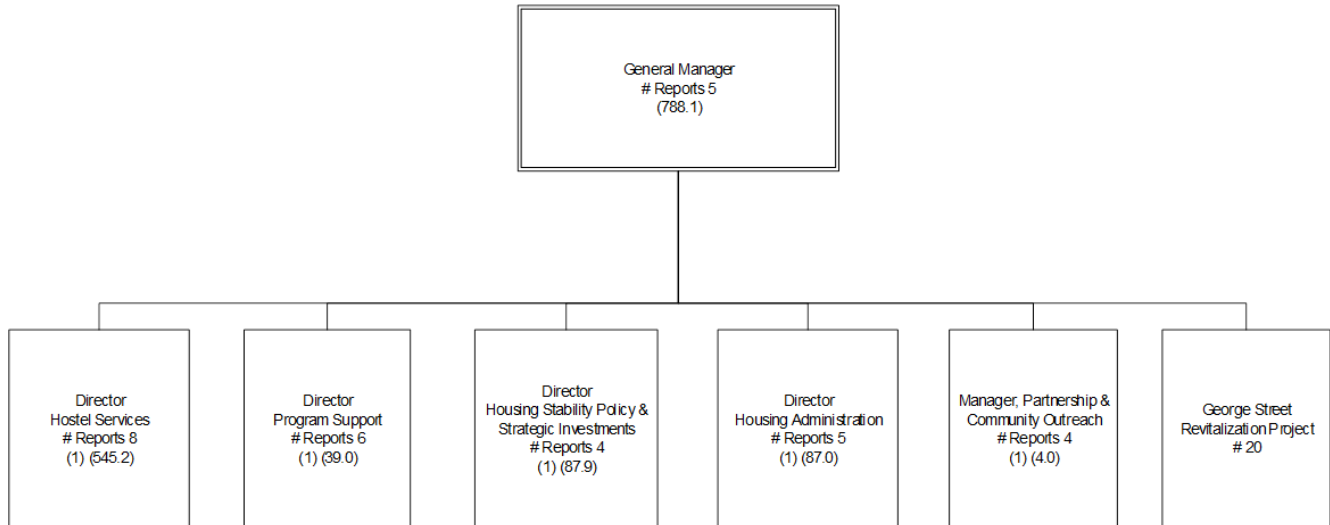 General Manager
# Reports 5
(788.1)
Director
Hostel Services
# Reports 8
(1) (545.2)
Director
Program Support
# Reports 6
(1) (39.0)
Director
Housing Stability Policy &
Strategic Investments
# Reports 4
(1) (87.9)
Director
Housing Administration
# Reports 5
(1) (87.0)
Manager, Partnership &
Community Outreach
# Reports 4
(1) (4.0)
George Street
Revitalization Project
# 20